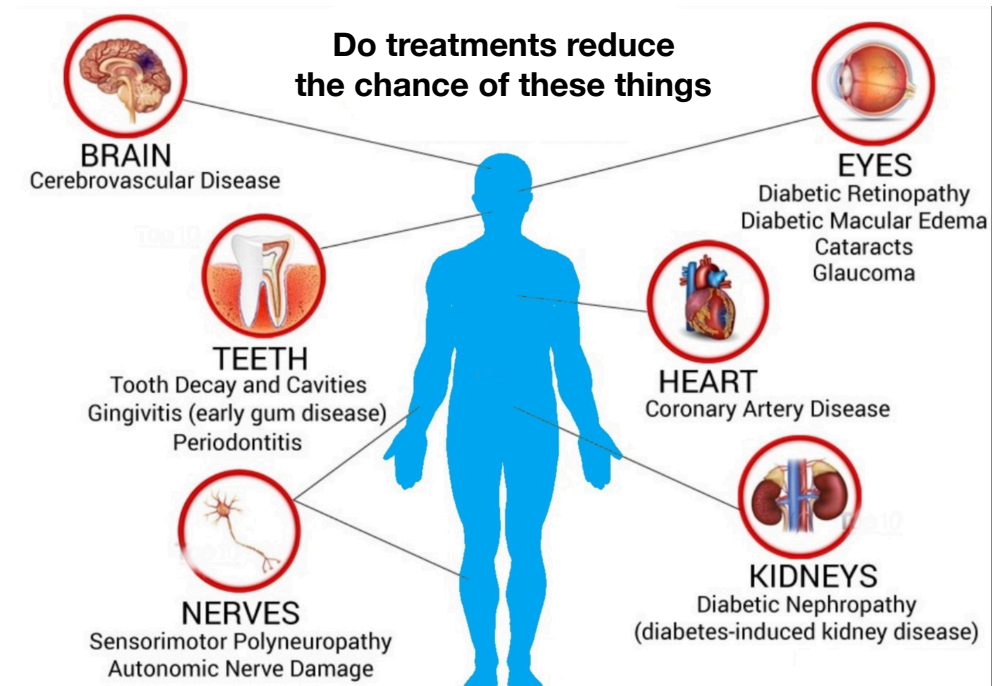 Do treatments reduce
the chance of these things
BRAIN
Cerebrovascular Disease
EYES
Diabetic Retinopathy
Diabetic Macular Edema
Cataracts
Glaucoma
TEETH
Tooth Decay and Cavities
Gingivitis (early gum disease)
Periodontitis
HEART
Coronary Artery Disease
NERVES
Sensorimotor Polyneuropathy
Autonomic Nerve Damage
KIDNEYS
Diabetic Nephropathy
(diabetes-induced kidney disease)